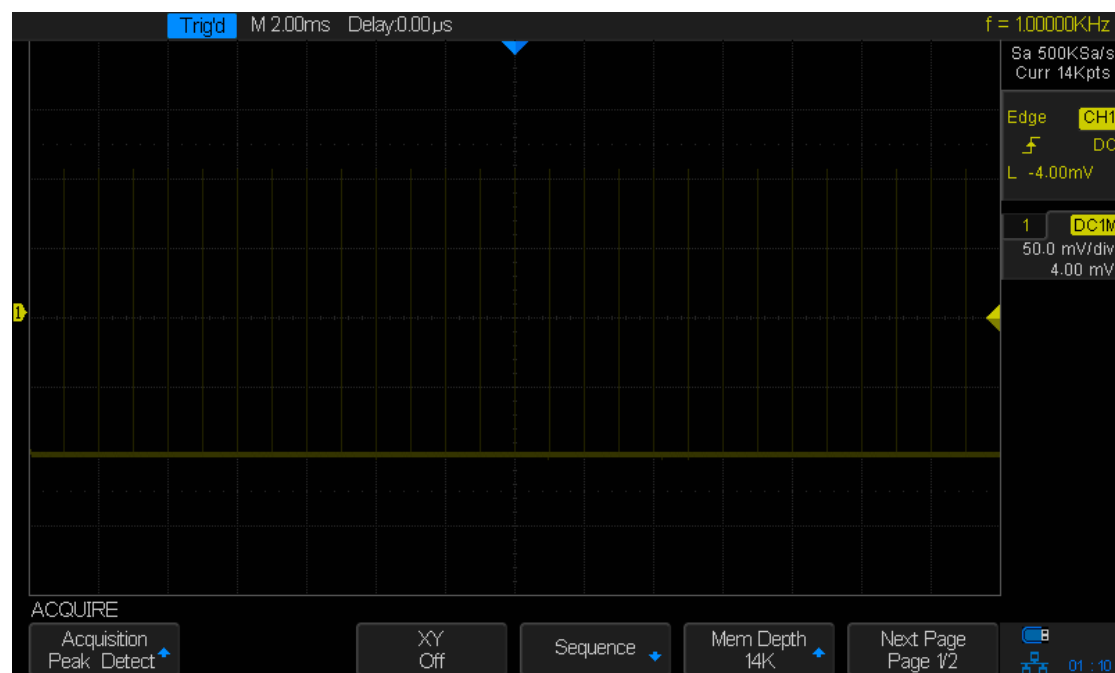 Trig'd M 2.00ms Delay:0.00µs f = 1.00000KHz
Sa 500KSa/s
Curr 14Kpts
Edge CH1
DC
L -4.00mV
1 DC1M
50.0 mV/div
4.00 mV
1
ACQUIRE
Acquisition
Peak Detect
XY
Off
Sequence
Mem Depth
14K
Next Page
Page 1/2
01 : 10